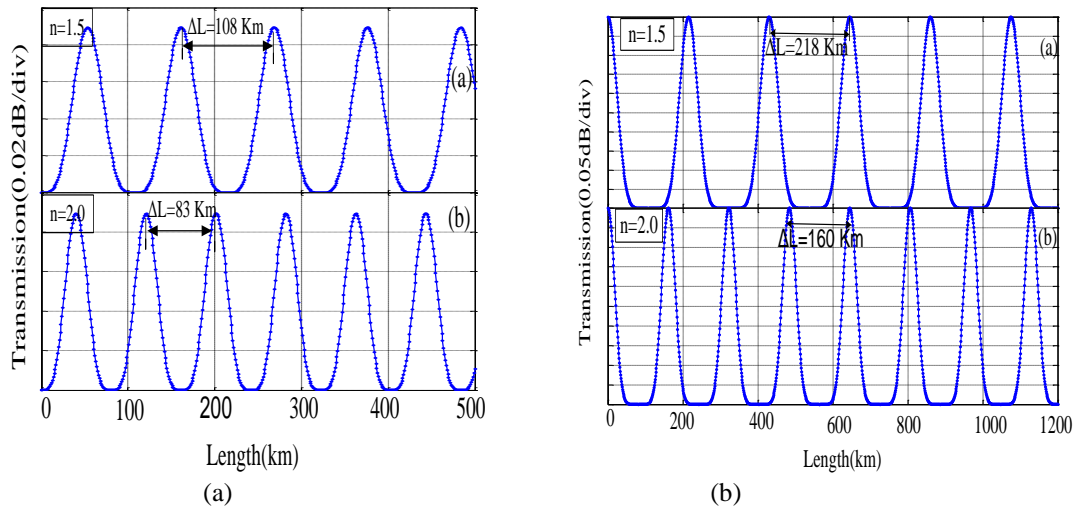 n=1.5
ΔL=108 Km
(a)
n=2.0
ΔL=83 Km
(b)
Transmission(0.02dB/div)
0 100 200 300 400 500
Length(km)
(a)
n=1.5
ΔL=218 Km
(a)
n=2.0
ΔL=160 Km
(b)
Transmission(0.05dB/div)
0 200 400 600 800 1000 1200
Length(km)
(b)